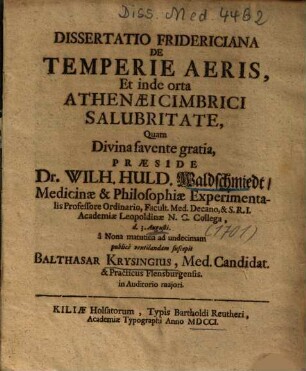 Diss. Med 4482
DISSERTATIO FRIDERICIANA
DE
TEMPERIE AERIS,
Et inde orta
ATHENÆI CIMBRICI
SALUBRITATE,
Quam
Divina favente gratia,
PRÆSIDE
Dr. WILH. HULD. Waldschmiedt/
Medicinæ & Philosophiæ Experimenta-
lis Professore Ordinario, Facult. Med. Decano, & S. R. I.
Academiæ Leopoldinæ N. C. Collega,
d. 3. Augusti. (1701)
â Nona matutina ad undecimam
publicè ventilandam suscepit
BALTHASAR KRYSINGIUS, Med. Candidat.
& Practicus Flensburgensis.
in Auditorio majori.
KILIÆ Holsatorum, Typis Bartholdi Reutheri,
Academiæ Typographi Anno MDCCI.